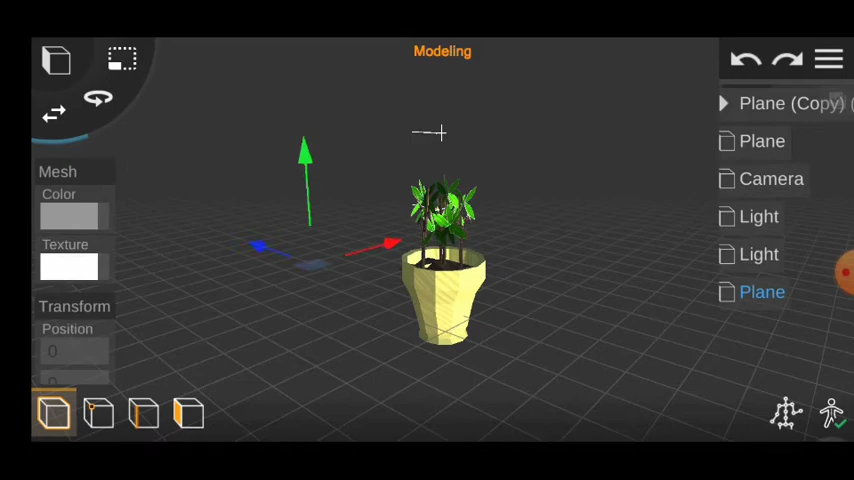 Modeling
Plane (Copy) (
Plane
Camera
Light
Light
Plane
Mesh
Color
Texture
Transform
Position
0